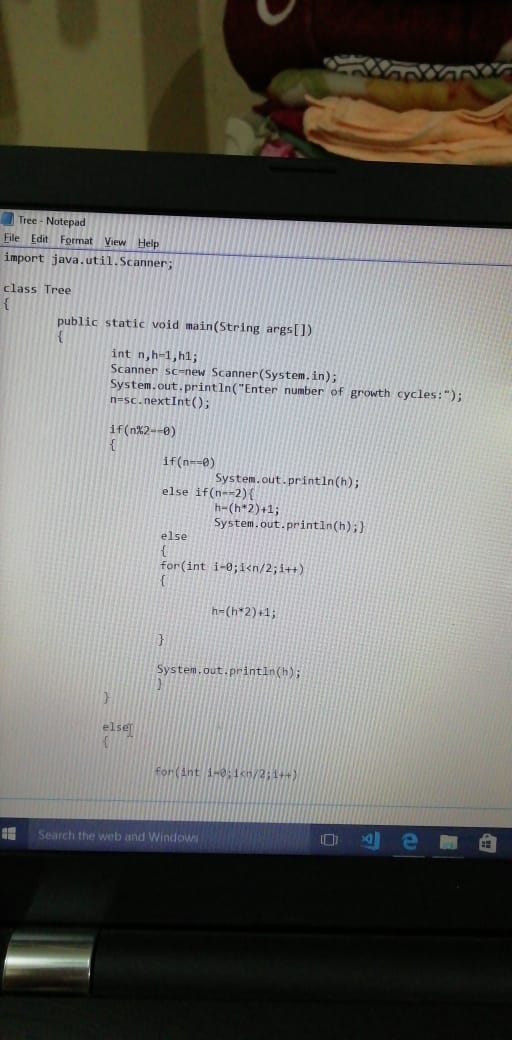 Tree - Notepad
File Edit Format View Help
import java.util.Scanner;
class Tree
{
public static void main(String args[])
{
int n,h=1,h1;
Scanner sc=new Scanner(System.in);
System.out.println("Enter number of growth cycles:");
n=sc.nextInt();
if(n%2==0)
{
if(n==0)
System.out.println(h);
else if(n==2){
h=(h*2)+1;
System.out.println(h);}
else
{
for(int i=0;i<n/2;i++)
{
h=(h*2)+1;
}
System.out.println(h);
}
}
else
{
for(int i=0;i<n/2;i++)
Search the web and Windows